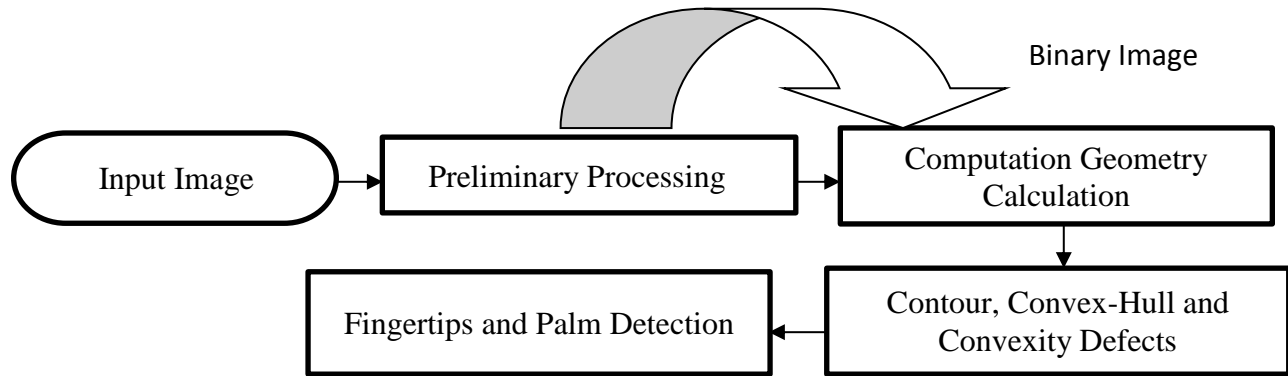 Binary Image
Input Image
Preliminary Processing
Computation Geometry
Calculation
Contour, Convex-Hull and
Convexity Defects
Fingertips and Palm Detection